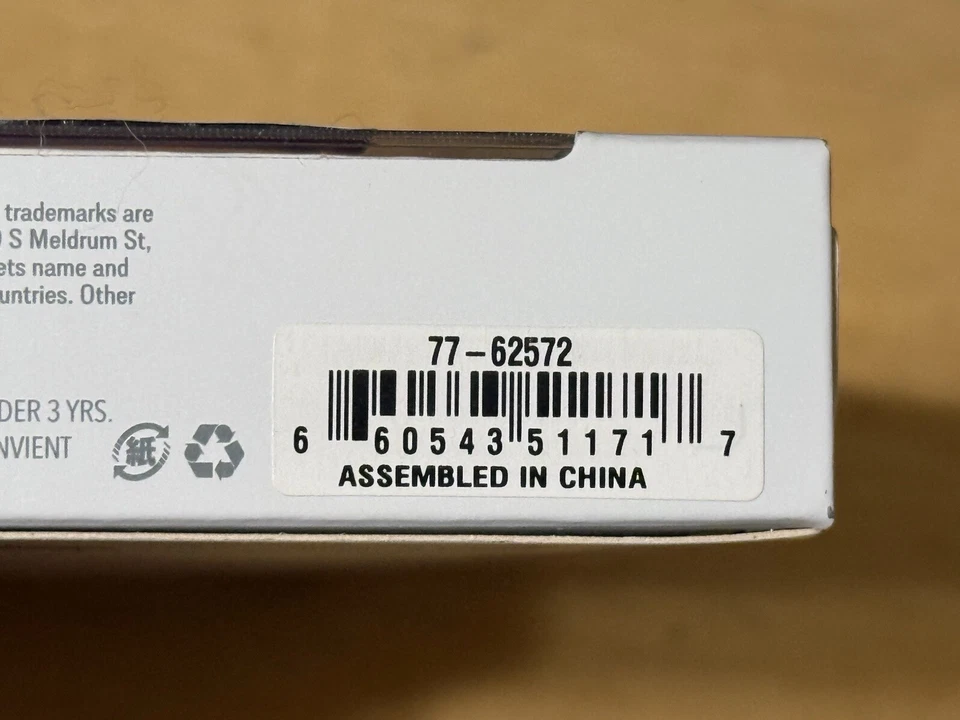 trademarks are
S Meldrum St,
ets name and
untries. Other
DER 3 YRS.
NVIENT
紙
77-62572
6 60543 51171 7
ASSEMBLED IN CHINA